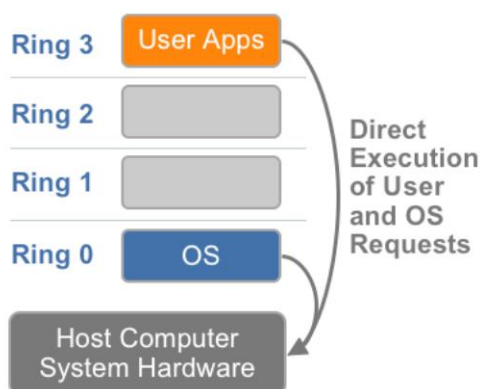 Ring 3
User Apps
Ring 2
Ring 1
Ring 0
OS
Direct
Execution
of User
and OS
Requests
Host Computer
System Hardware